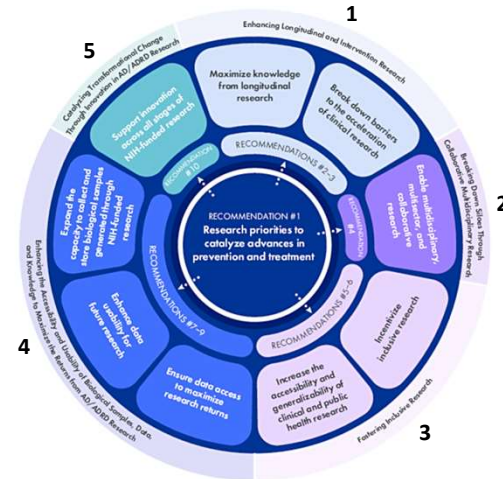 1
Enhancing Longitudinal and Intervention Research
Maximize knowledge
from longitudinal
research
Break down barriers
to the acceleration
of clinical research
RECOMMENDATIONS #2–3
2
Breaking Down Siloes Through
Collaborative Multidisciplinary Research
Enable multidisciplinary,
multisector, and
collaborative
research
RECOMMENDATION
#4
3
Fostering Inclusive Research
Incentivize
inclusive research
Increase the
accessibility and
generalizability of
clinical and public
health research
RECOMMENDATIONS #5–6
4
Enhancing the Accessibility and Usability of Biological Samples, Data,
and Knowledge to Maximize the Returns from AD/ADRD Research
Ensure data access
to maximize
research returns
Enhance data
usability for
future research
Expand the
capacity to collect and
store biological samples
generated through
NIH-funded
research
RECOMMENDATIONS #7–9
5
Catalyzing Transformational Change
Through Innovation in AD/ADRD Research
Support innovation
across all stages of
NIH-funded research
RECOMMENDATION
#10
RECOMMENDATION #1
Research priorities to
catalyze advances in
prevention and treatment